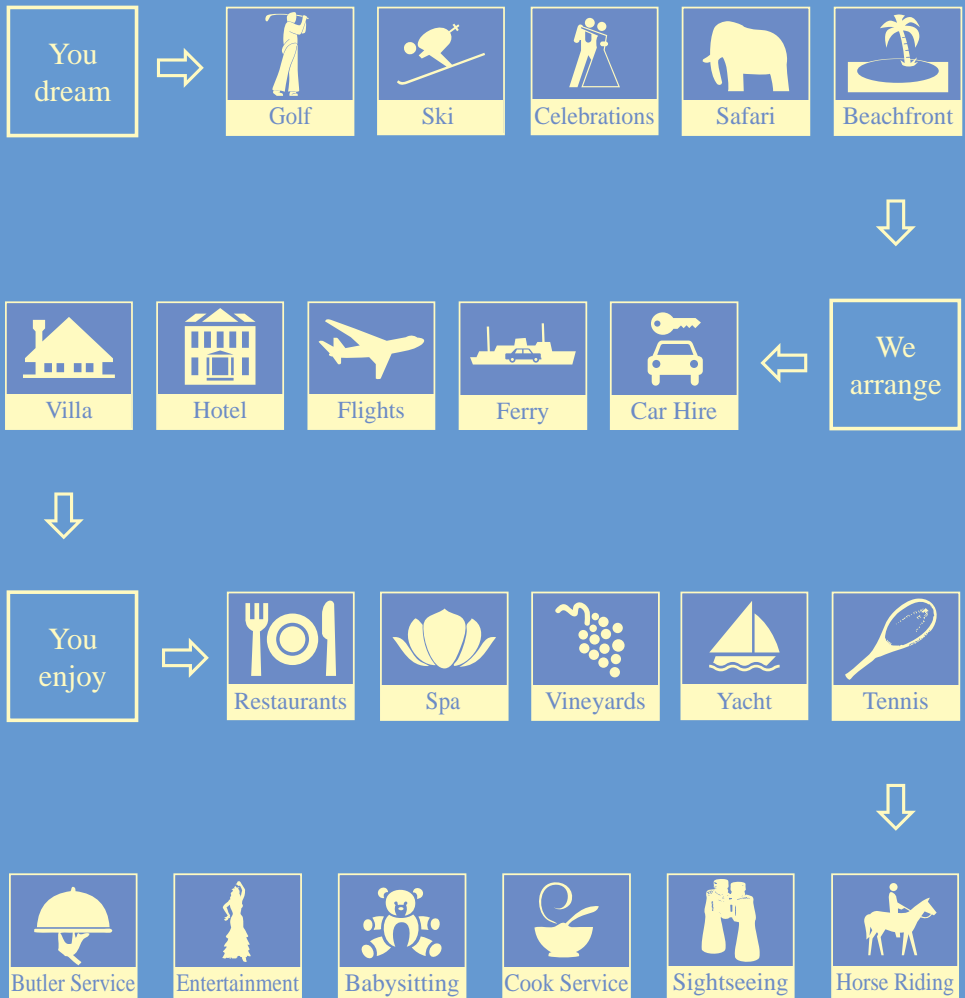 You
dream
Golf
Ski
Celebrations
Safari
Beachfront
We
arrange
Car Hire
Ferry
Flights
Hotel
Villa
You
enjoy
Restaurants
Spa
Vineyards
Yacht
Tennis
Horse Riding
Sightseeing
Cook Service
Babysitting
Entertainment
Butler Service